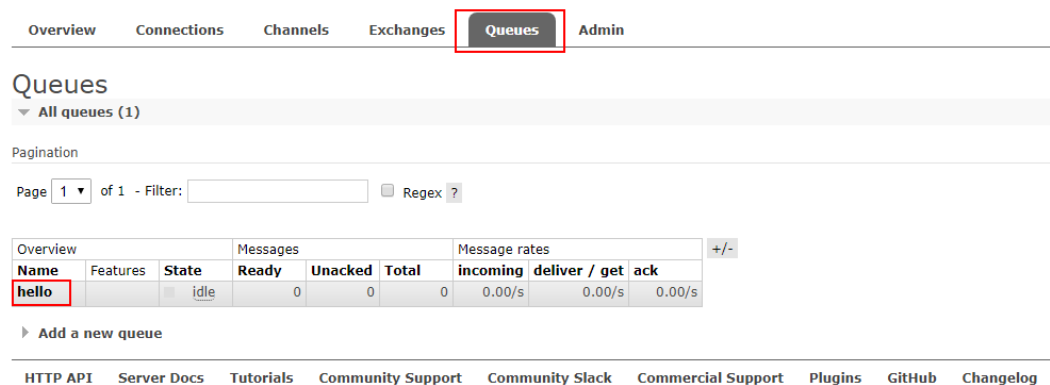 Overview Connections Channels Exchanges Queues Admin
Queues
All queues (1)
Pagination
Page 1 of 1 - Filter: Regex ?
Overview Messages Message rates +/-
Name Features State Ready Unacked Total incoming deliver / get ack
hello idle 0 0 0 0.00/s 0.00/s 0.00/s
Add a new queue
HTTP API Server Docs Tutorials Community Support Community Slack Commercial Support Plugins GitHub Changelog